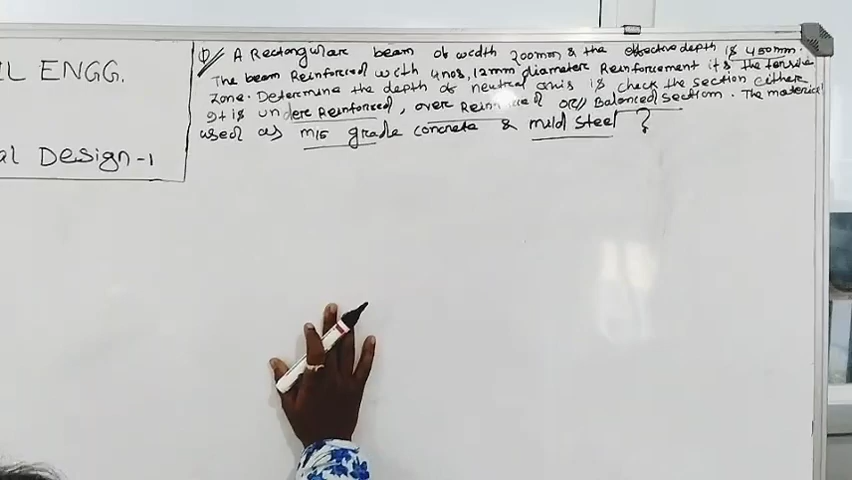 IL ENGG.
al Design-1
Q A Rectangular beam of width 200mm & the effective depth is 450mm.
The beam Reinforced with 4nos, 12mm diameter Reinforcement its the tensile
Zone. Determine the depth of neutral axis is check the section either
It is under Reinforced, over Reinforced or Balanced section. The material
used as M15 grade concrete & mild steel ?